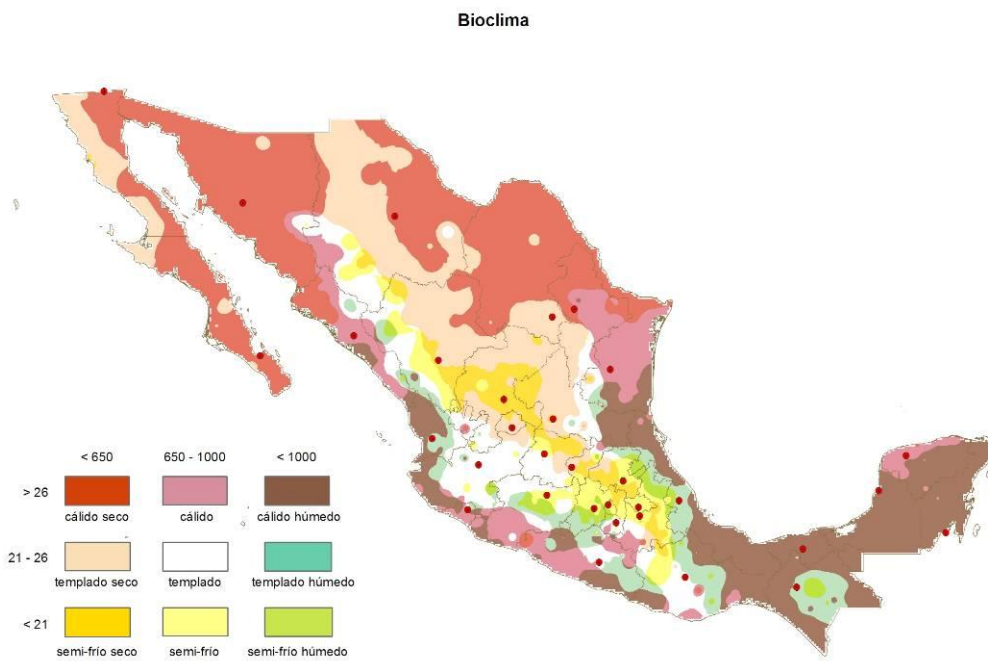 Bioclima
< 650 650 - 1000 < 1000
> 26
cálido seco cálido cálido húmedo
21 - 26
templado seco templado templado húmedo
< 21
semi-frío seco semi-frío semi-frío húmedo